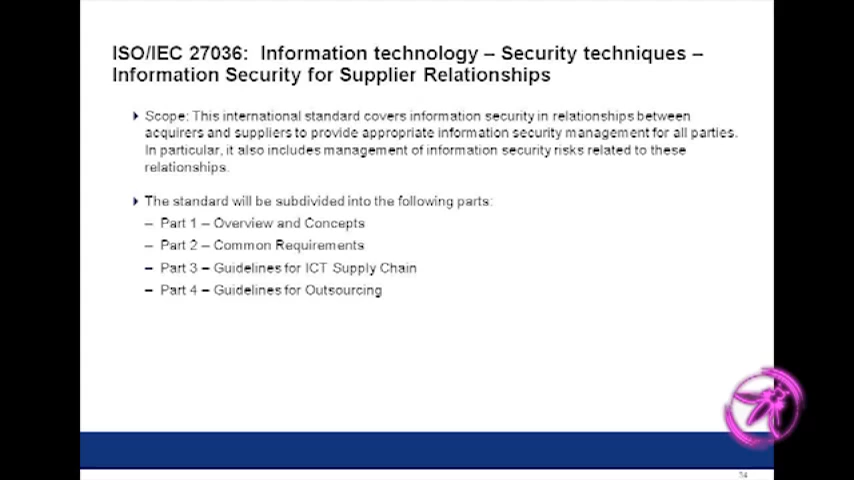 ISO/IEC 27036:  Information technology – Security techniques –
Information Security for Supplier Relationships
Scope: This international standard covers information security in relationships between
acquirers and suppliers to provide appropriate information security management for all parties.
In particular, it also includes management of information security risks related to these
relationships.
The standard will be subdivided into the following parts:
– Part 1 – Overview and Concepts
– Part 2 – Common Requirements
– Part 3 – Guidelines for ICT Supply Chain
– Part 4 – Guidelines for Outsourcing